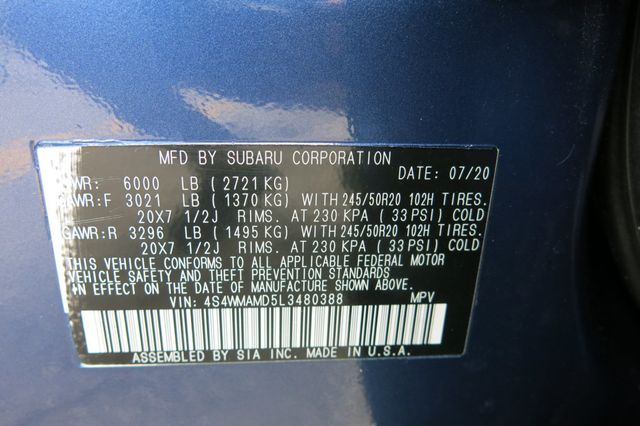 MFD BY SUBARU CORPORATION
DATE: 07/20
GVWR: 6000 LB (2721 KG)
GAWR:F 3021 LB (1370 KG) WITH 245/50R20 102H TIRES.
20X7 1/2J RIMS. AT 230 KPA (33 PSI) COLD
GAWR:R 3296 LB (1495 KG) WITH 245/50R20 102H TIRES.
20X7 1/2J RIMS. AT 230 KPA (33 PSI) COLD
THIS VEHICLE CONFORMS TO ALL APPLICABLE FEDERAL MOTOR
VEHICLE SAFETY AND THEFT PREVENTION STANDARDS
IN EFFECT ON THE DATE OF MANUFACTURE SHOWN ABOVE.
VIN: 4S4WMAMD5L3480388 MPV
ASSEMBLED BY SIA INC. MADE IN U.S.A.